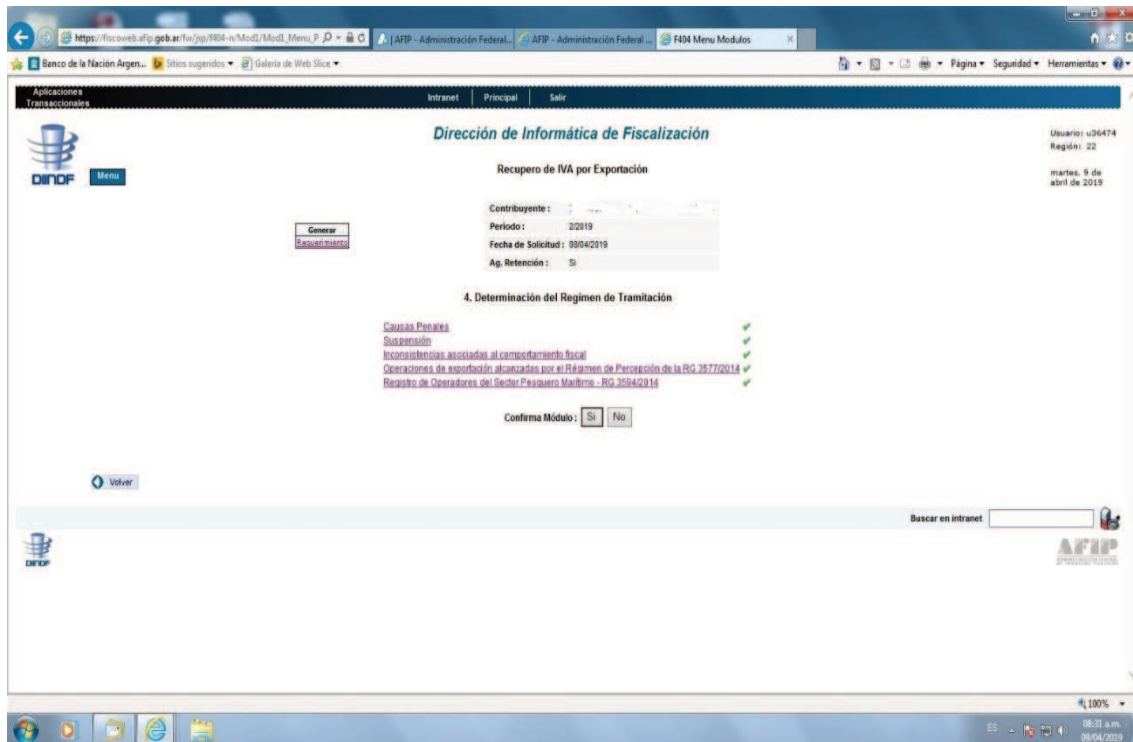 https://fiscoweb.afip.gob.ar/fw/jsp/f404-n/Mod1/Mod1_Menu_P
| AFIP - Administración Federal...
AFIP - Administración Federal ...
F404 Menu Modulos
Banco de la Nación Argen...
Sitios sugeridos
Galería de Web Slice
Página
Seguridad
Herramientas
Aplicaciones
Transaccionales
Intranet
Principal
Salir
Dirección de Informática de Fiscalización
Usuario: u36474
Región: 22
DIINDF
Menu
Recupero de IVA por Exportación
martes, 9 de
abril de 2019
Contribuyente :
Generar
Requerimiento
Periodo : 2/2019
Fecha de Solicitud : 08/04/2019
Ag. Retención : Si
4. Determinación del Regimen de Tramitación
Causas Penales
Suspensión
Inconsistencias asociadas al comportamiento fiscal
Operaciones de exportación alcanzadas por el Régimen de Percepción de la RG 3577/2014
Registro de Operadores del Sector Pesquero Marítimo - RG 3594/2014
Confirma Módulo : Si No
Volver
Buscar en intranet
DIINDF
AFIP
100%
ES
08:31 a.m.
09/04/2019